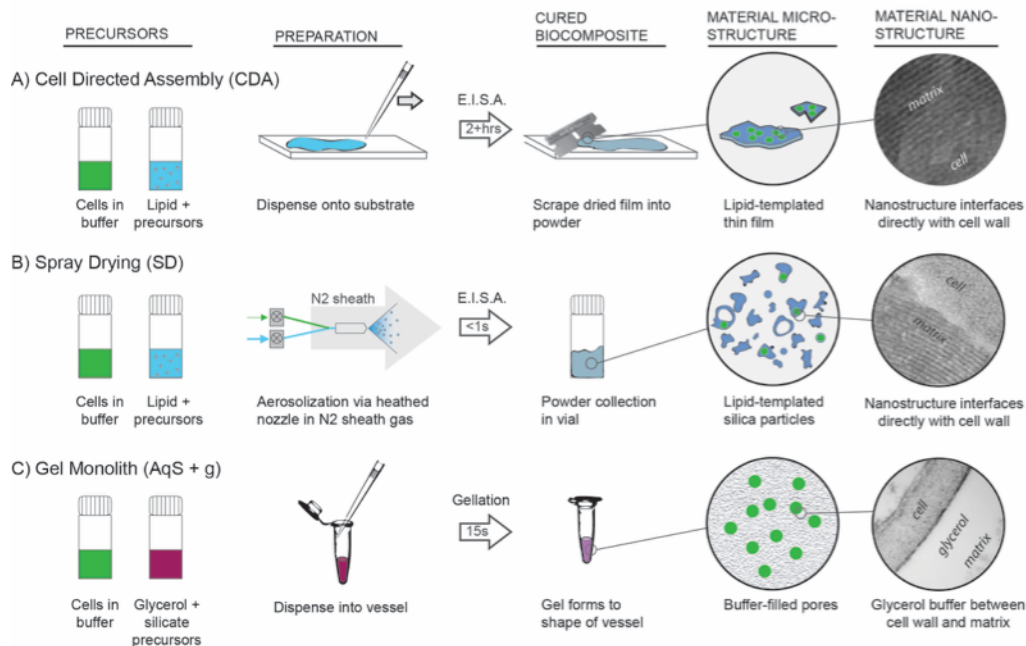 PRECURSORS
PREPARATION
CURED
BIOCOMPOSITE
MATERIAL MICRO-
STRUCTURE
MATERIAL NANO-
STRUCTURE
A) Cell Directed Assembly (CDA)
E.I.S.A.
2+hrs
matrix
cell
Cells in
buffer
Lipid +
precursors
Dispense onto substrate
Scrape dried film into
powder
Lipid-templated
thin film
Nanostructure interfaces
directly with cell wall
B) Spray Drying (SD)
N2 sheath
E.I.S.A.
<1s
cell
matrix
Cells in
buffer
Lipid +
precursors
Aerosolization via heathed
nozzle in N2 sheath gas
Powder collection
in vial
Lipid-templated
silica particles
Nanostructure interfaces
directly with cell wall
C) Gel Monolith (AqS + g)
Gellation
15s
cell
glycerol
matrix
Cells in
buffer
Glycerol +
silicate
precursors
Dispense into vessel
Gel forms to
shape of vessel
Buffer-filled pores
Glycerol buffer between
cell wall and matrix